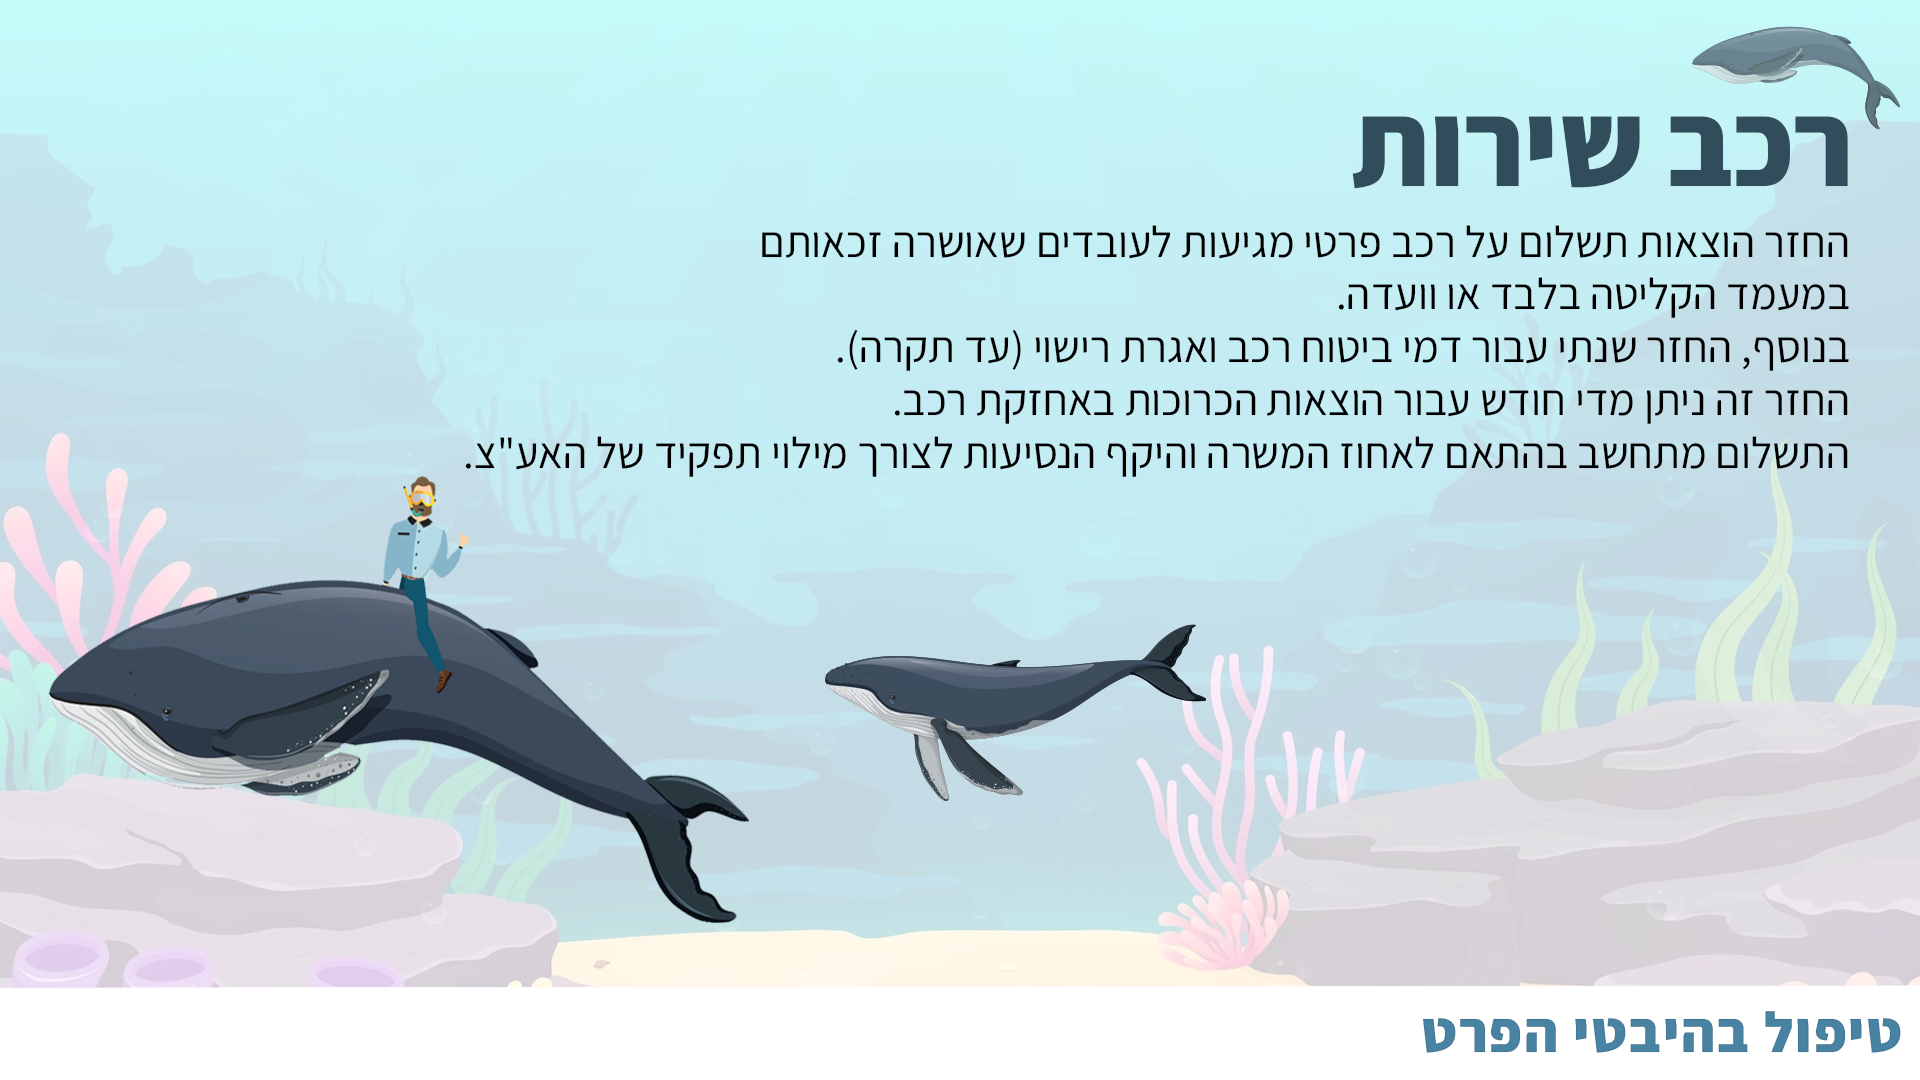 רכב שירות
החזר הוצאות תשלום על רכב פרטי מגיעות לעובדים שאושרה זכאותם
במעמד הקליטה בלבד או וועדה.
בנוסף, החזר שנתי עבור דמי ביטוח רכב ואגרת רישוי (עד תקרה).
החזר זה ניתן מדי חודש עבור הוצאות הכרוכות באחזקת רכב.
התשלום מתחשב בהתאם לאחוז המשרה והיקף הנסיעות לצורך מילוי תפקיד של האע"צ.
טיפול בהיבטי הפרט